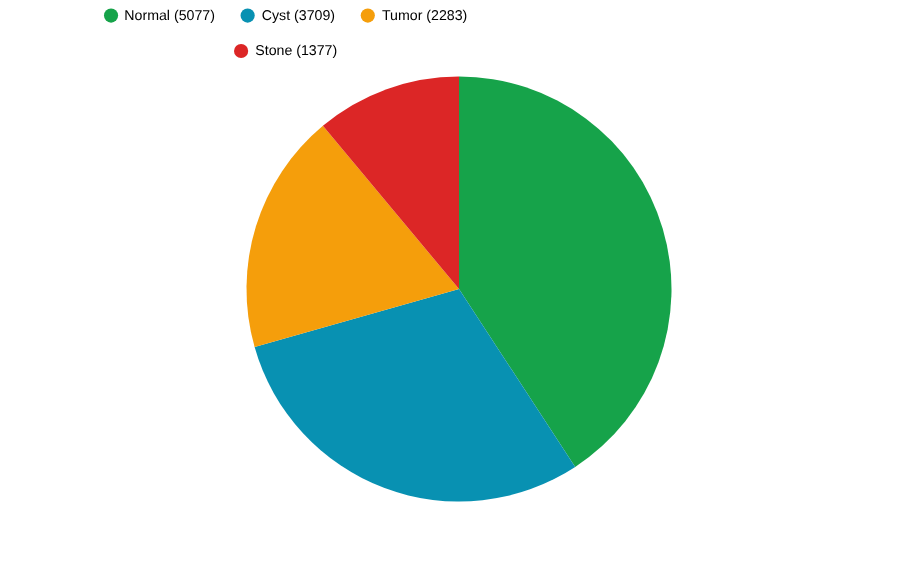 Normal (5077) Cyst (3709) Tumor (2283)
Stone (1377)